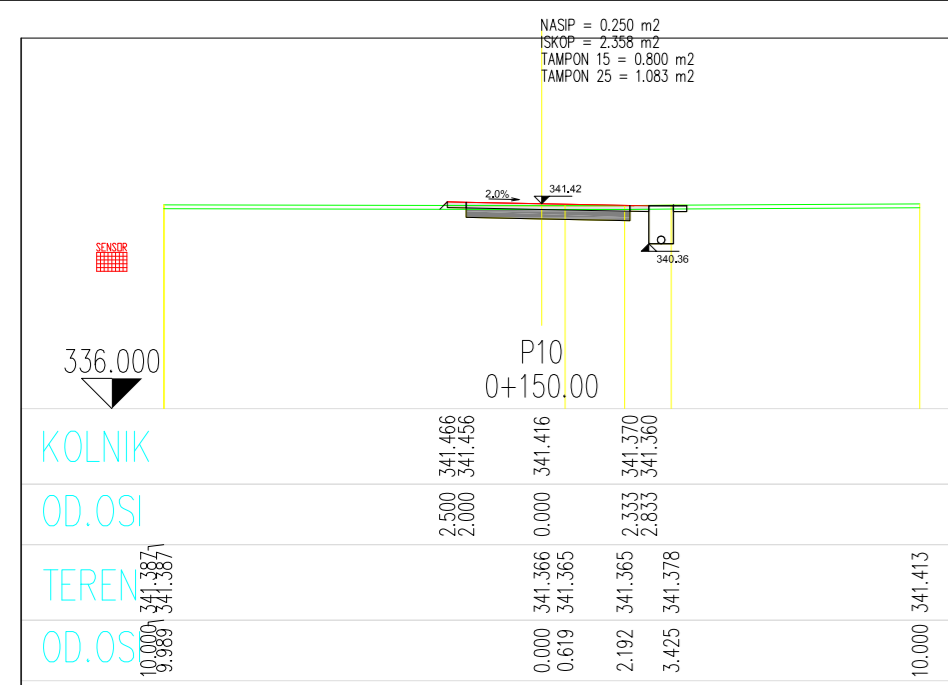 NASIP = 0.250 m2
ISKOP = 2.358 m2
TAMPON 15 = 0.800 m2
TAMPON 25 = 1.083 m2
2.0%
341.42
SENSOR
340.36
336.000
P10
0+150.00
KOLNIK 341.466 341.456 341.416 341.370 341.360
OD.OSI 2.500 2.000 0.000 2.333 2.833
TEREN 341.387 341.387 341.366 341.365 341.365 341.378 341.413
OD.OS 10.000 9.989 0.000 0.619 2.192 3.425 10.000